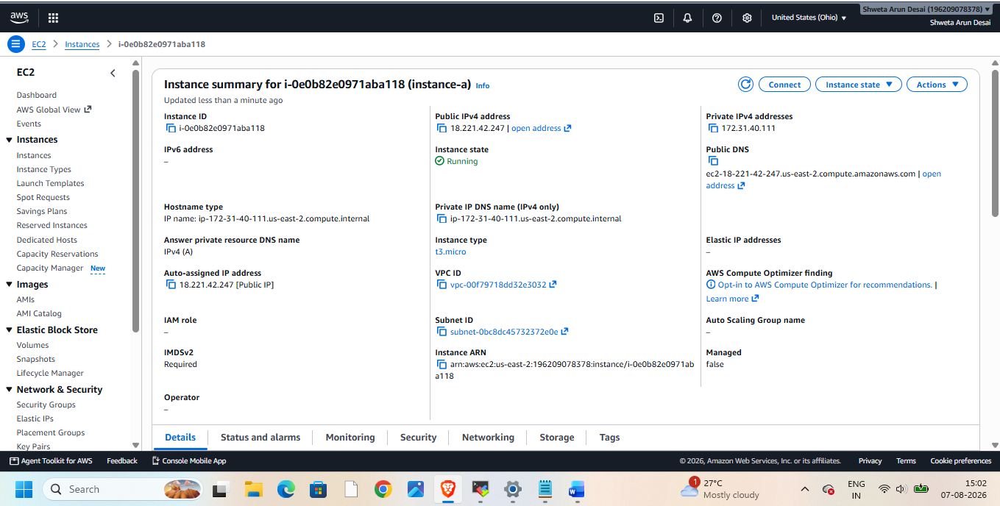 aws
United States (Ohio) ▼
Shweta Arun Desai (196209078378) ▼
Shweta Arun Desai
EC2 > Instances > i-0e0b82e0971aba118
EC2
Dashboard
AWS Global View
Events
Instances
Instances
Instance Types
Launch Templates
Spot Requests
Savings Plans
Reserved Instances
Dedicated Hosts
Capacity Reservations
Capacity Manager New
Images
AMIs
AMI Catalog
Elastic Block Store
Volumes
Snapshots
Lifecycle Manager
Network & Security
Security Groups
Elastic IPs
Placement Groups
Key Pairs
Instance summary for i-0e0b82e0971aba118 (instance-a) Info
Updated less than a minute ago
Connect
Instance state ▼
Actions ▼
Instance ID
i-0e0b82e0971aba118
Public IPv4 address
18.221.42.247 | open address
Private IPv4 addresses
172.31.40.111
IPv6 address
–
Instance state
Running
Public DNS
ec2-18-221-42-247.us-east-2.compute.amazonaws.com | open
address
Hostname type
IP name: ip-172-31-40-111.us-east-2.compute.internal
Private IP DNS name (IPv4 only)
ip-172-31-40-111.us-east-2.compute.internal
Answer private resource DNS name
IPv4 (A)
Instance type
t3.micro
Elastic IP addresses
–
Auto-assigned IP address
18.221.42.247 [Public IP]
VPC ID
vpc-00f79718dd32e3032
AWS Compute Optimizer finding
Opt-in to AWS Compute Optimizer for recommendations. |
Learn more
IAM role
–
Subnet ID
subnet-0bc8dc45732372e0e
Auto Scaling Group name
–
IMDSv2
Required
Instance ARN
arn:aws:ec2:us-east-2:196209078378:instance/i-0e0b82e0971ab
a118
Managed
false
Operator
–
Details
Status and alarms
Monitoring
Security
Networking
Storage
Tags
Agent Toolkit for AWS
Feedback
Console Mobile App
© 2026, Amazon Web Services, Inc. or its affiliates.
Privacy
Terms
Cookie preferences
Search
1
27°C
Mostly cloudy
ENG
IN
15:02
07-08-2026